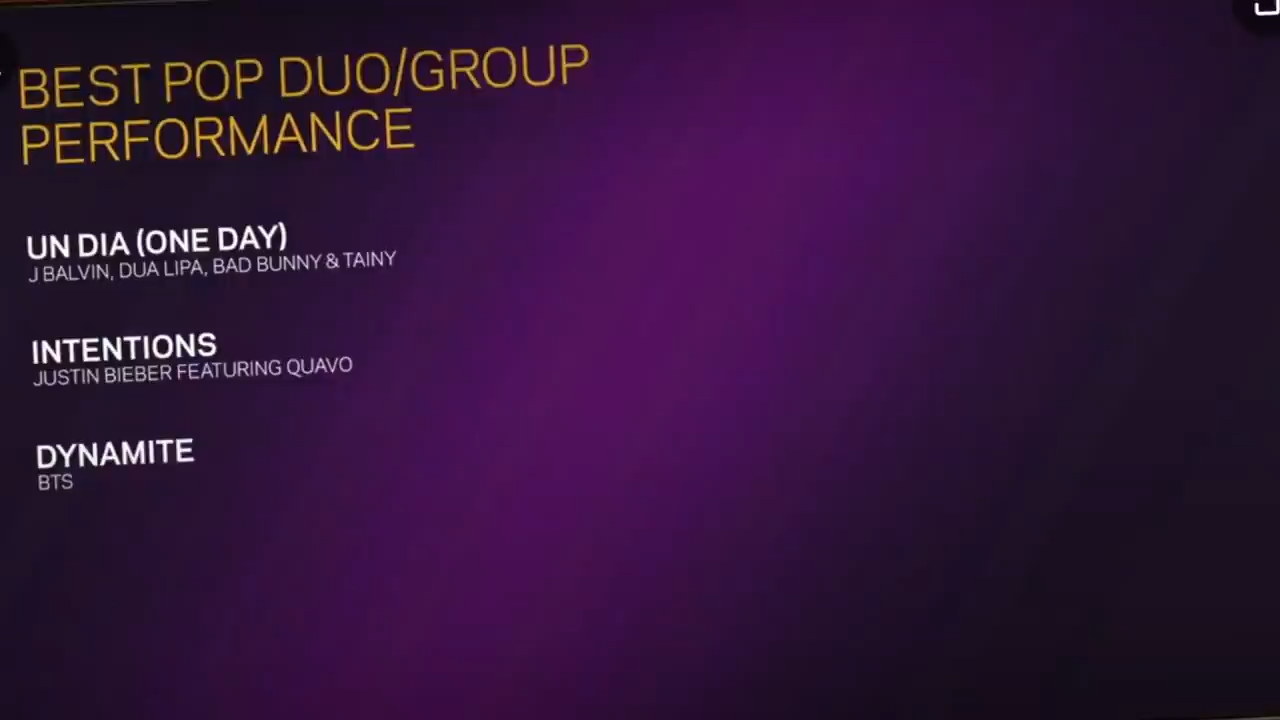 BEST POP DUO/GROUP
PERFORMANCE
UN DIA (ONE DAY)
J BALVIN, DUA LIPA, BAD BUNNY & TAINY
INTENTIONS
JUSTIN BIEBER FEATURING QUAVO
DYNAMITE
BTS